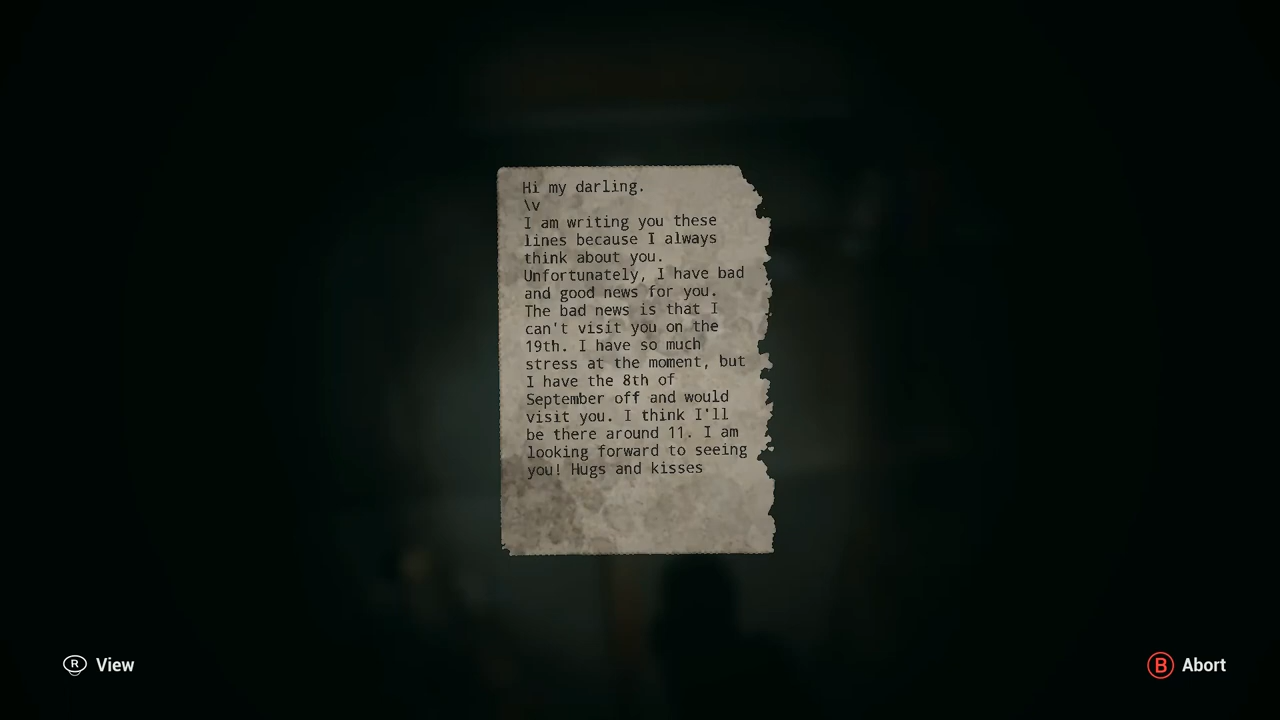 Hi my darling.
\v
I am writing you these
lines because I always
think about you.
Unfortunately, I have bad
and good news for you.
The bad news is that I
can't visit you on the
19th. I have so much
stress at the moment, but
I have the 8th of
September off and would
visit you. I think I'll
be there around 11. I am
looking forward to seeing
you! Hugs and kisses
R View
B Abort